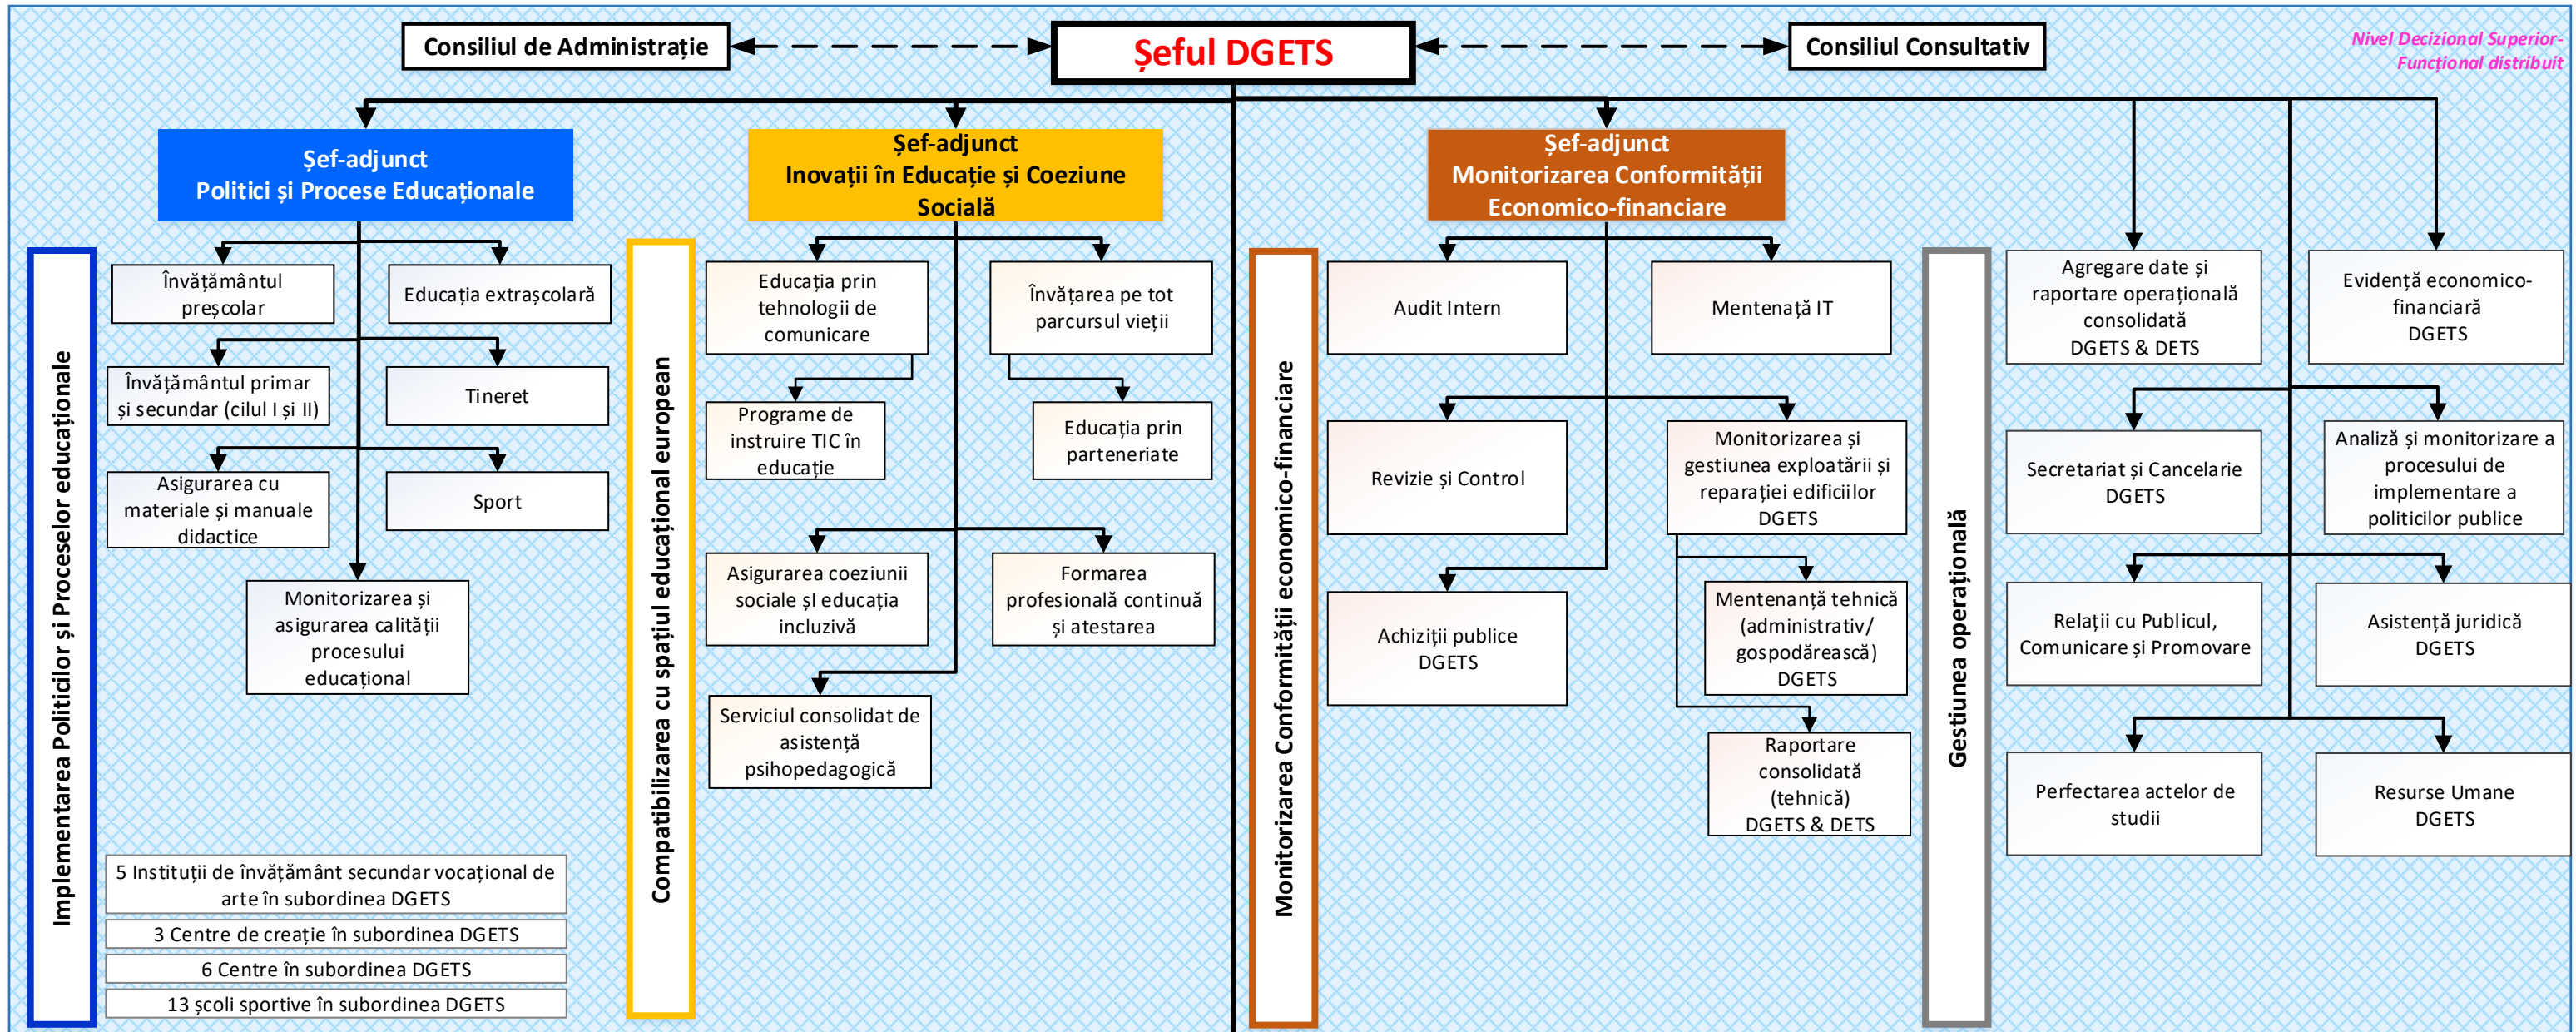 Consiliul de Administrație
Șeful DGETS
Consiliul Consultativ
Nivel Decizional Superior-
Funcțional distribuit
Șef-adjunct
Politici și Procese Educaționale
Șef-adjunct
Inovații în Educație și Coeziune
Socială
Șef-adjunct
Monitorizarea Conformității
Economico-financiare
Implementarea Politicilor și Proceselor educaționale
Învățământul
preșcolar
Educația extrașcolară
Învățământul primar
și secundar (cilul I și II)
Tineret
Asigurarea cu
materiale și manuale
didactice
Sport
Monitorizarea și
asigurarea calității
procesului
educațional
5 Instituții de învățământ secundar vocațional de
arte în subordinea DGETS
3 Centre de creație în subordinea DGETS
6 Centre în subordinea DGETS
13 școli sportive în subordinea DGETS
Compatibilizarea cu spațiul educațional european
Educația prin
tehnologii de
comunicare
Învățarea pe tot
parcursul vieții
Programe de
instruire TIC în
educație
Educația prin
parteneriate
Asigurarea coeziunii
sociale șI educația
incluzivă
Formarea
profesională continuă
și atestarea
Serviciul consolidat de
asistență
psihopedagogică
Monitorizarea Conformității economico-financiare
Audit Intern
Mentenață IT
Revizie și Control
Monitorizarea și
gestiunea exploatării și
reparației edificiilor
DGETS
Achiziții publice
DGETS
Mentenanță tehnică
(administrativ/
gospodărească)
DGETS
Raportare
consolidată
(tehnică)
DGETS & DETS
Gestiunea operațională
Agregare date și
raportare operațională
consolidată
DGETS & DETS
Evidență economico-
financiară
DGETS
Secretariat și Cancelarie
DGETS
Analiză și monitorizare a
procesului de
implementare a
politicilor publice
Relații cu Publicul,
Comunicare și Promovare
Asistență juridică
DGETS
Perfectarea actelor de
studii
Resurse Umane
DGETS